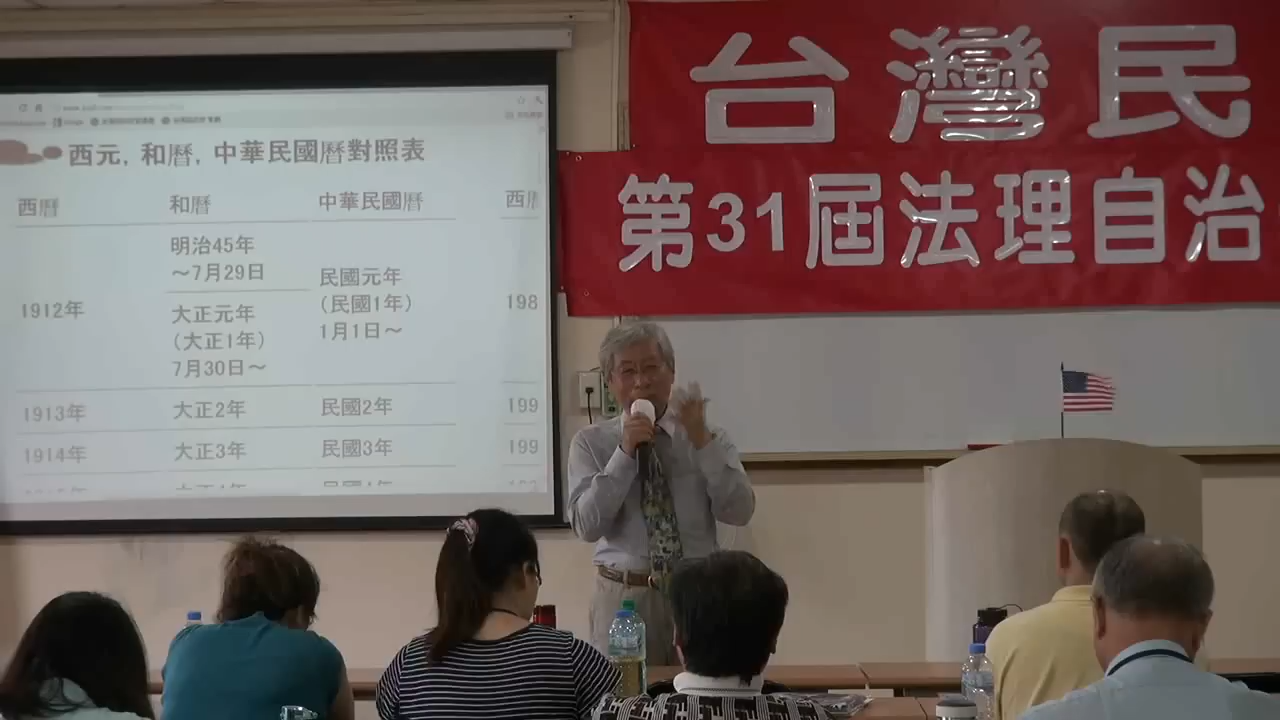 西元, 和曆, 中華民國曆對照表
西曆 和曆 中華民國曆
明治45年
～7月29日
1912年
大正元年
(大正1年)
7月30日～
民國元年
(民國1年)
1月1日～
198
1913年 大正2年 民國2年 199
1914年 大正3年 民國3年 199
台灣民
第31屆法理自治